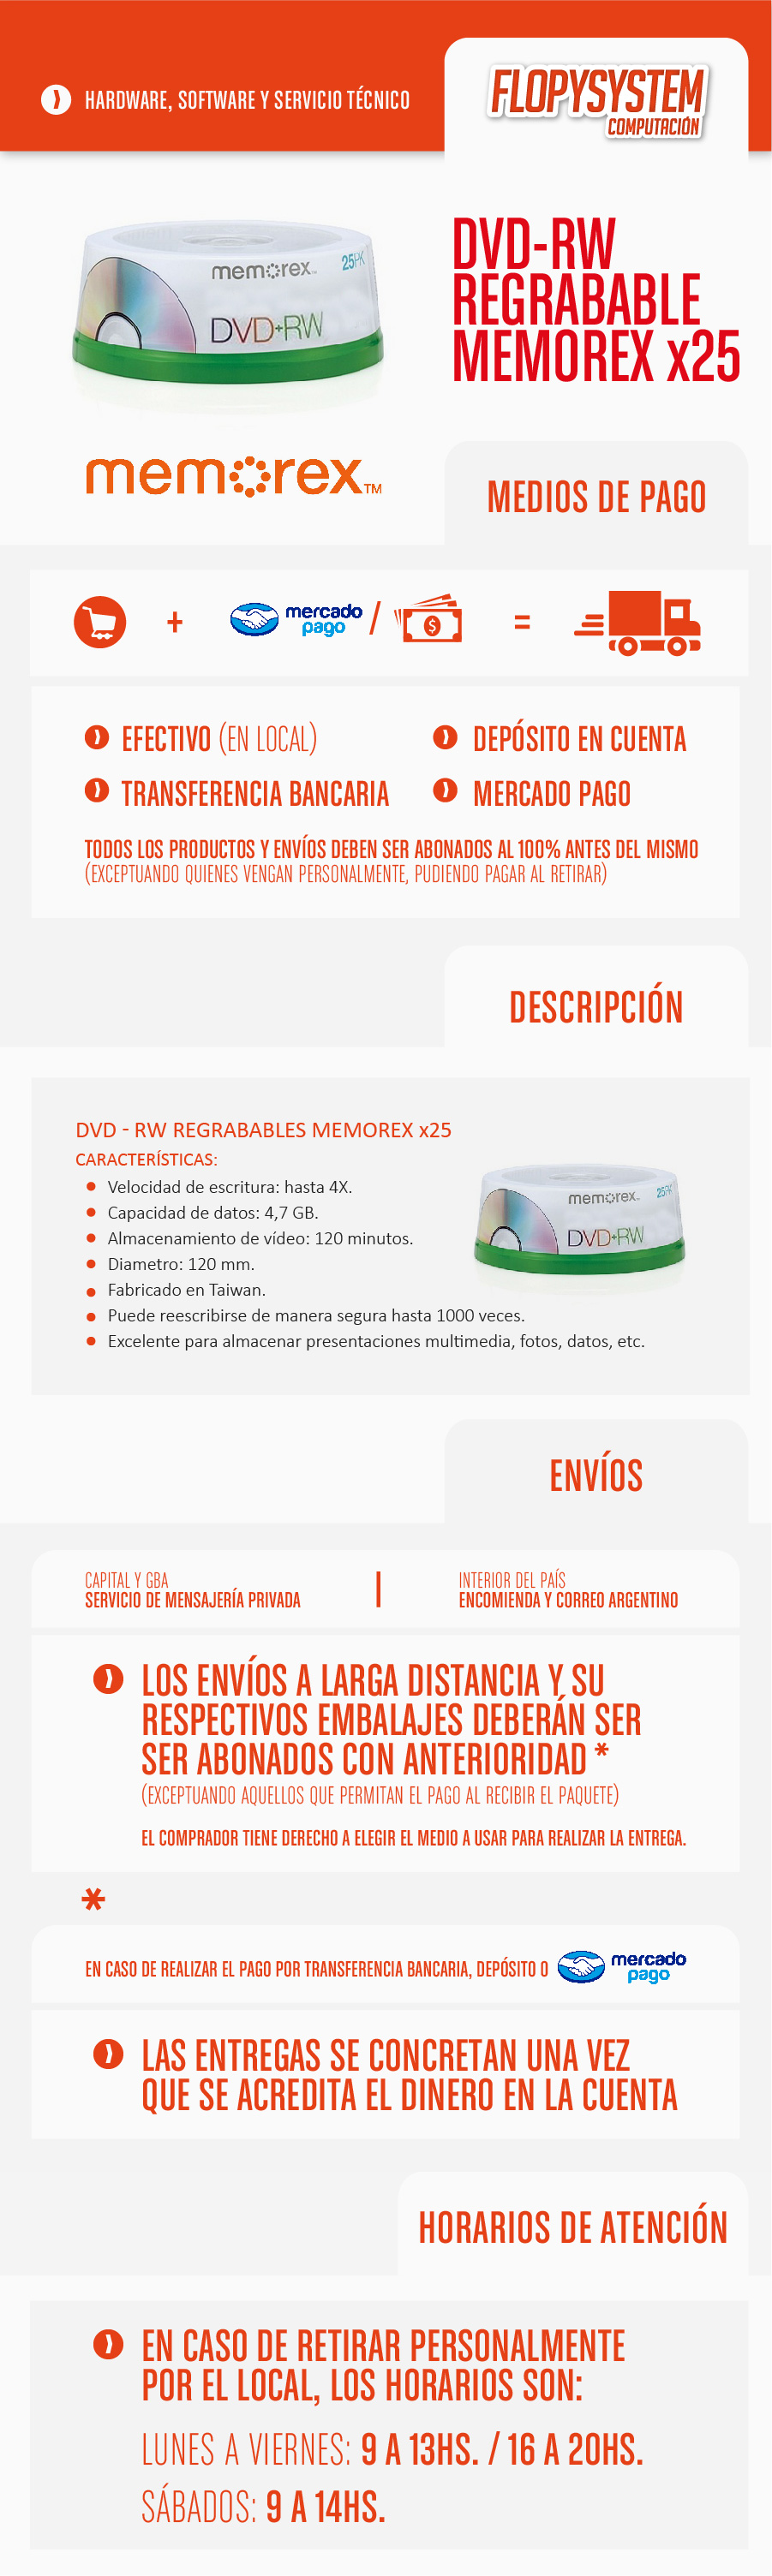 HARDWARE, SOFTWARE Y SERVICIO TÉCNICO
FLOPYSYSTEM
COMPUTACIÓN
memorex™
25PK
DVD+RW
DVD-RW
REGRABABLE
MEMOREX x25
memorex™
MEDIOS DE PAGO
+ mercado pago / $ =
EFECTIVO (EN LOCAL)
DEPÓSITO EN CUENTA
TRANSFERENCIA BANCARIA
MERCADO PAGO
TODOS LOS PRODUCTOS Y ENVÍOS DEBEN SER ABONADOS AL 100% ANTES DEL MISMO
(EXCEPTUANDO QUIENES VENGAN PERSONALMENTE, PUDIENDO PAGAR AL RETIRAR)
DESCRIPCIÓN
DVD - RW REGRABABLES MEMOREX x25
CARACTERÍSTICAS:
Velocidad de escritura: hasta 4X.
Capacidad de datos: 4,7 GB.
Almacenamiento de vídeo: 120 minutos.
Diametro: 120 mm.
Fabricado en Taiwan.
Puede reescribirse de manera segura hasta 1000 veces.
Excelente para almacenar presentaciones multimedia, fotos, datos, etc.
memorex™
25PK
DVD+RW
ENVÍOS
CAPITAL Y GBA
SERVICIO DE MENSAJERÍA PRIVADA
INTERIOR DEL PAÍS
ENCOMIENDA Y CORREO ARGENTINO
LOS ENVÍOS A LARGA DISTANCIA Y SU
RESPECTIVOS EMBALAJES DEBERÁN SER
SER ABONADOS CON ANTERIORIDAD *
(EXCEPTUANDO AQUELLOS QUE PERMITAN EL PAGO AL RECIBIR EL PAQUETE)
EL COMPRADOR TIENE DERECHO A ELEGIR EL MEDIO A USAR PARA REALIZAR LA ENTREGA.
*
EN CASO DE REALIZAR EL PAGO POR TRANSFERENCIA BANCARIA, DEPÓSITO O mercado pago
LAS ENTREGAS SE CONCRETAN UNA VEZ
QUE SE ACREDITA EL DINERO EN LA CUENTA
HORARIOS DE ATENCIÓN
EN CASO DE RETIRAR PERSONALMENTE
POR EL LOCAL, LOS HORARIOS SON:
LUNES A VIERNES: 9 A 13HS. / 16 A 20HS.
SÁBADOS: 9 A 14HS.